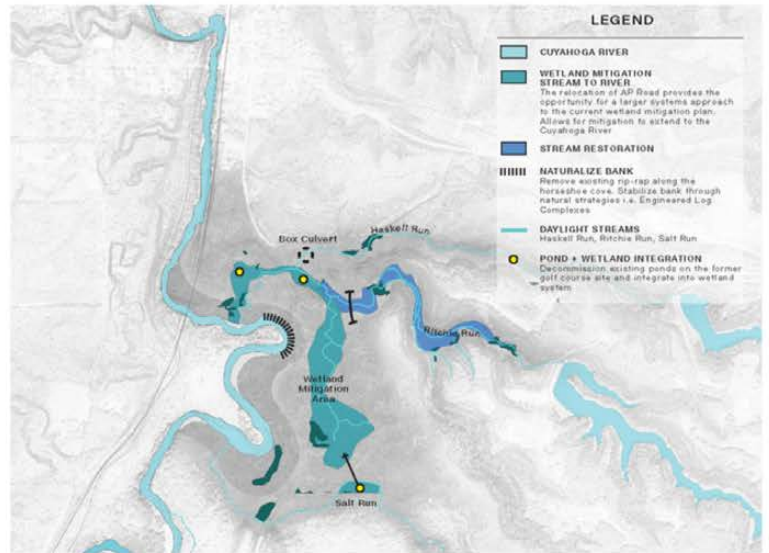 LEGEND
CUYAHOGA RIVER
WETLAND MITIGATION
STREAM TO RIVER
The relocation of AP Road provides the
opportunity for a larger systems approach
to the current wetland mitigation plan.
Allows for mitigation to extend to the
Cuyahoga River
STREAM RESTORATION
NATURALIZE BANK
Remove existing rip-rap along the
horseshoe cove. Stabilize bank through
natural strategies i.e. Engineered Log
Complexes
DAYLIGHT STREAMS
Haskell Run, Ritchie Run, Salt Run
POND + WETLAND INTEGRATION
Decommission existing ponds on the former
golf course site and integrate into wetland
system
Haskell Run
Box Culvert
Ritchie Run
Wetland
Mitigation
Area
Salt Run